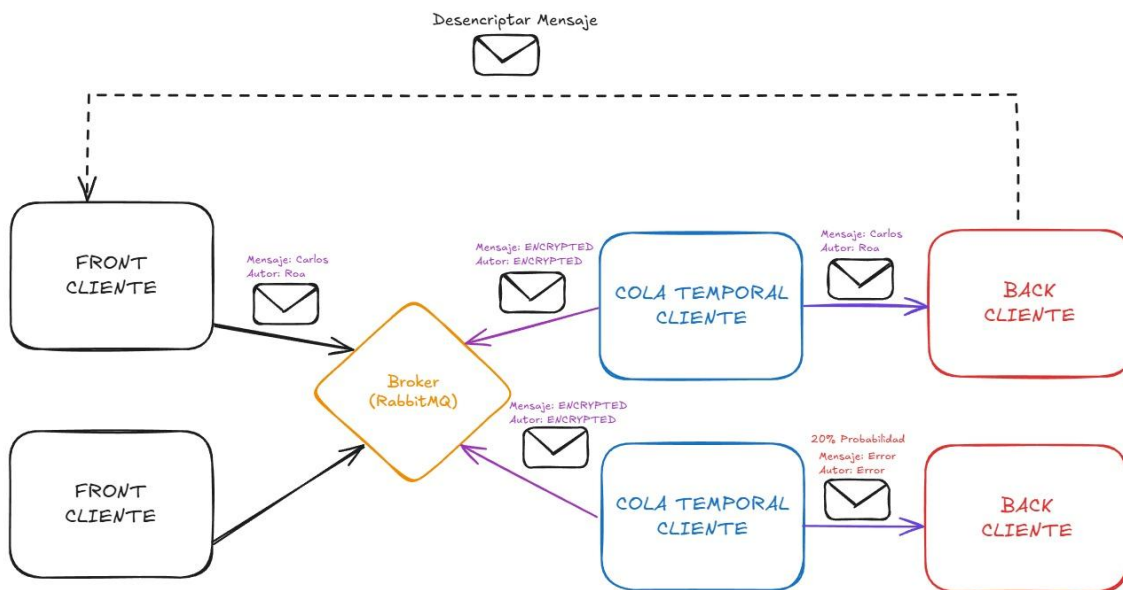 Desencriptar Mensaje
FRONT
CLIENTE
Mensaje: Carlos
Autor: Roa
Mensaje: ENCRYPTED
Autor: ENCRYPTED
COLA TEMPORAL
CLIENTE
Mensaje: Carlos
Autor: Roa
BACK
CLIENTE
Broker
(RabbitMQ)
FRONT
CLIENTE
Mensaje: ENCRYPTED
Autor: ENCRYPTED
COLA TEMPORAL
CLIENTE
20% Probabilidad
Mensaje: Error
Autor: Error
BACK
CLIENTE